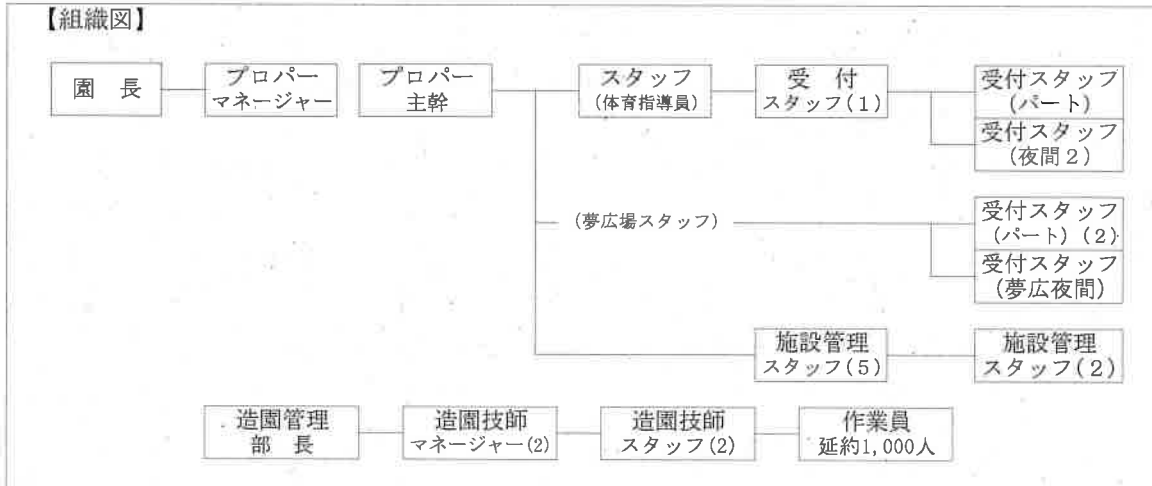 【組織図】
園　長
プロパー
マネージャー
プロパー
主幹
スタッフ
(体育指導員)
受　付
スタッフ(1)
受付スタッフ
(パート)
受付スタッフ
(夜間2)
(夢広場スタッフ)
受付スタッフ
(パート)(2)
受付スタッフ
(夢広夜間)
施設管理
スタッフ(5)
施設管理
スタッフ(2)
造園管理
部　長
造園技師
マネージャー(2)
造園技師
スタッフ(2)
作業員
延約1,000人